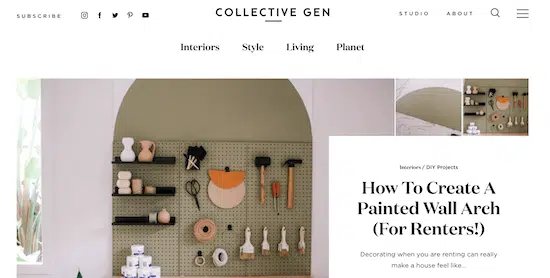 SUBSCRIBE
COLLECTIVE GEN
STUDIO
ABOUT
Interiors Style Living Planet
Interiors / DIY Projects
How To Create A
Painted Wall Arch
(For Renters!)
Decorating when you are renting can really
make a house feel like...